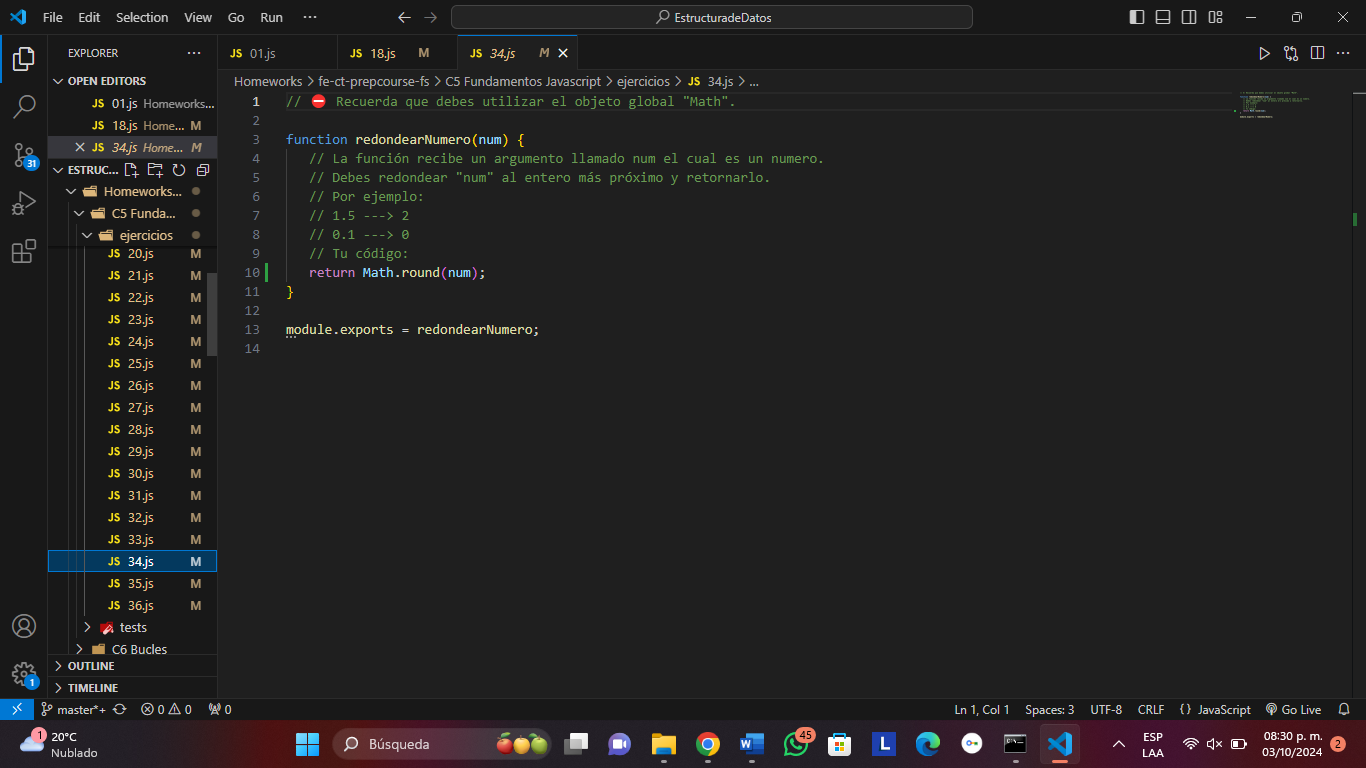 File Edit Selection View Go Run ··· EstructuradeDatos
EXPLORER ···
OPEN EDITORS
JS 01.js Homeworks...
JS 18.js Home... M
JS 34.js Home... M
ESTRUC...
Homeworks...
C5 Funda...
ejercicios
JS 20.js M
JS 21.js M
JS 22.js M
JS 23.js M
JS 24.js M
JS 25.js M
JS 26.js M
JS 27.js M
JS 28.js M
JS 29.js M
JS 30.js M
JS 31.js M
JS 32.js M
JS 33.js M
JS 34.js M
JS 35.js M
JS 36.js M
tests
C6 Bucles
OUTLINE
TIMELINE
31
1
JS 01.js JS 18.js M JS 34.js M
Homeworks > fe-ct-prepcourse-fs > C5 Fundamentos Javascript > ejercicios > JS 34.js > ...
1 // ⛔ Recuerda que debes utilizar el objeto global "Math".
2
3 function redondearNumero(num) {
4 // La función recibe un argumento llamado num el cual es un numero.
5 // Debes redondear "num" al entero más próximo y retornarlo.
6 // Por ejemplo:
7 // 1.5 ---> 2
8 // 0.1 ---> 0
9 // Tu código:
10 return Math.round(num);
11 }
12
13 module.exports = redondearNumero;
14
master*+ 0 0 0 Ln 1, Col 1 Spaces: 3 UTF-8 CRLF {} JavaScript Go Live
1 20°C
Nublado
Búsqueda
45
L
ESP
LAA
08:30 p. m.
03/10/2024
2